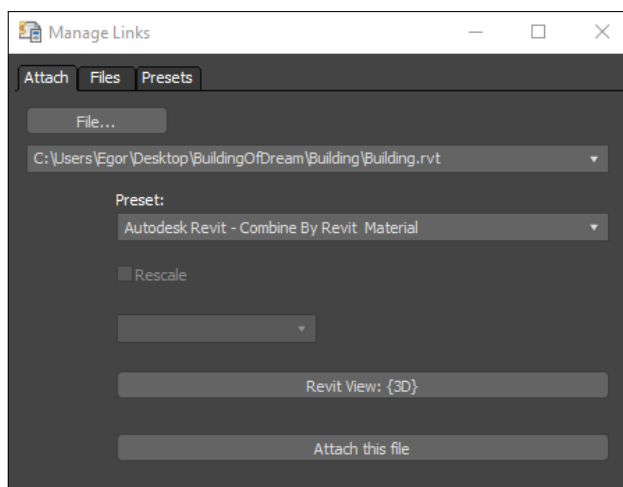 Manage Links
Attach Files Presets
File...
C:\Users\Egor\Desktop\BuildingOfDream\Building\Building.rvt
Preset:
Autodesk Revit - Combine By Revit Material
Rescale
Revit View: {3D}
Attach this file